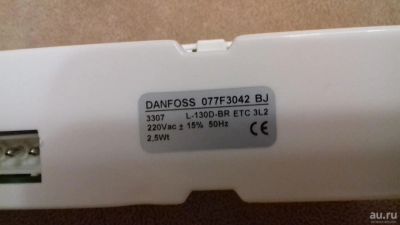 DANFOSS 077F3042 BJ
3307 L-130D-BR ETC 3L2
220Vac ± 15% 50Hz
2,5Wt CE
au.ru